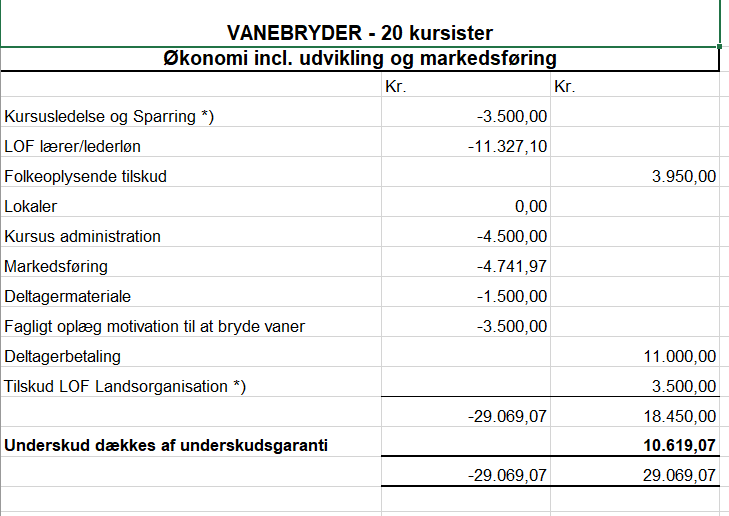 VANEBRYDER - 20 kursister
Økonomi incl. udvikling og markedsføring
Kr. Kr.
Kursusledelse og Sparring *) -3.500,00
LOF lærer/lederløn -11.327,10
Folkeoplysende tilskud 3.950,00
Lokaler 0,00
Kursus administration -4.500,00
Markedsføring -4.741,97
Deltagermateriale -1.500,00
Fagligt oplæg motivation til at bryde vaner -3.500,00
Deltagerbetaling 11.000,00
Tilskud LOF Landsorganisation *) 3.500,00
-29.069,07 18.450,00
Underskud dækkes af underskudsgaranti 10.619,07
-29.069,07 29.069,07